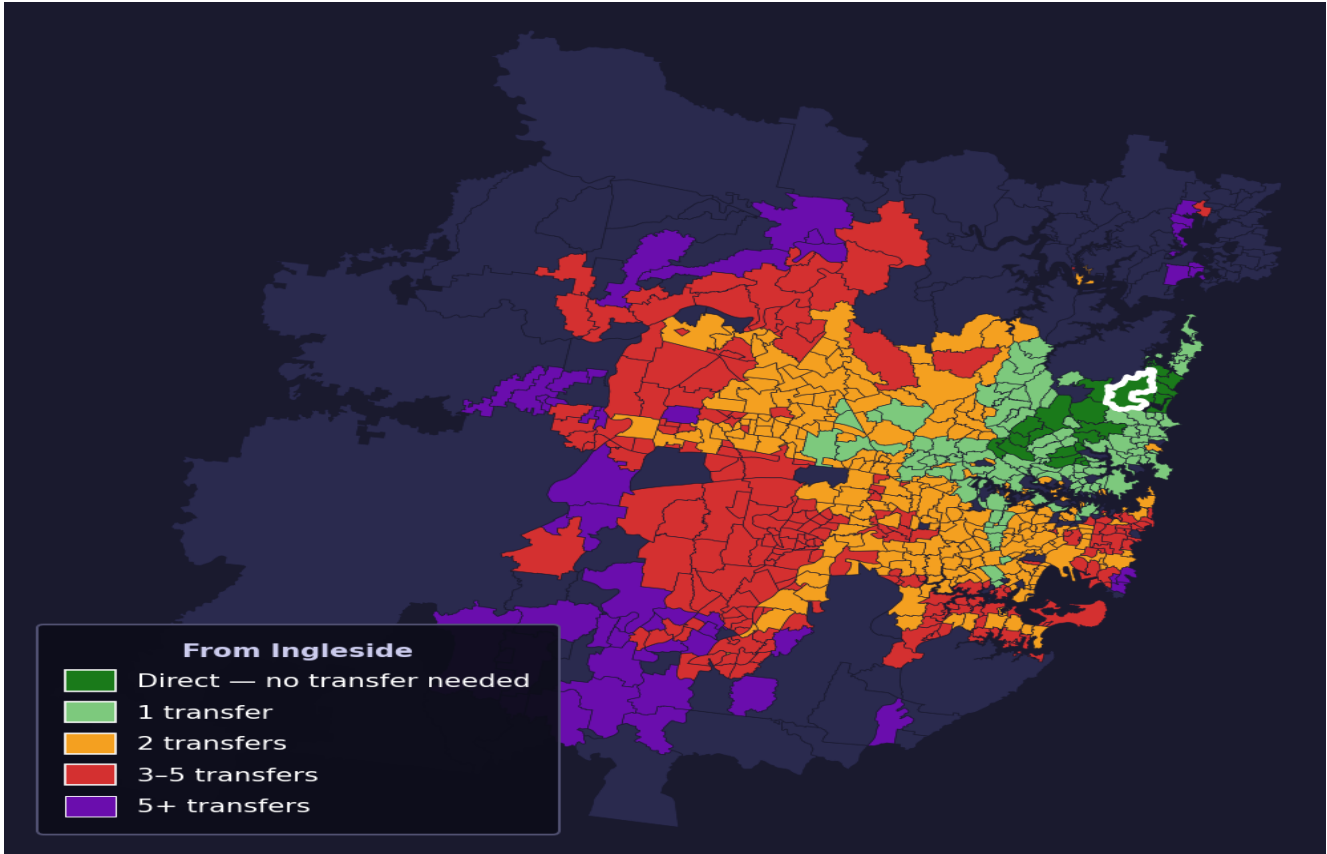 From Ingleside
Direct — no transfer needed
1 transfer
2 transfers
3–5 transfers
5+ transfers